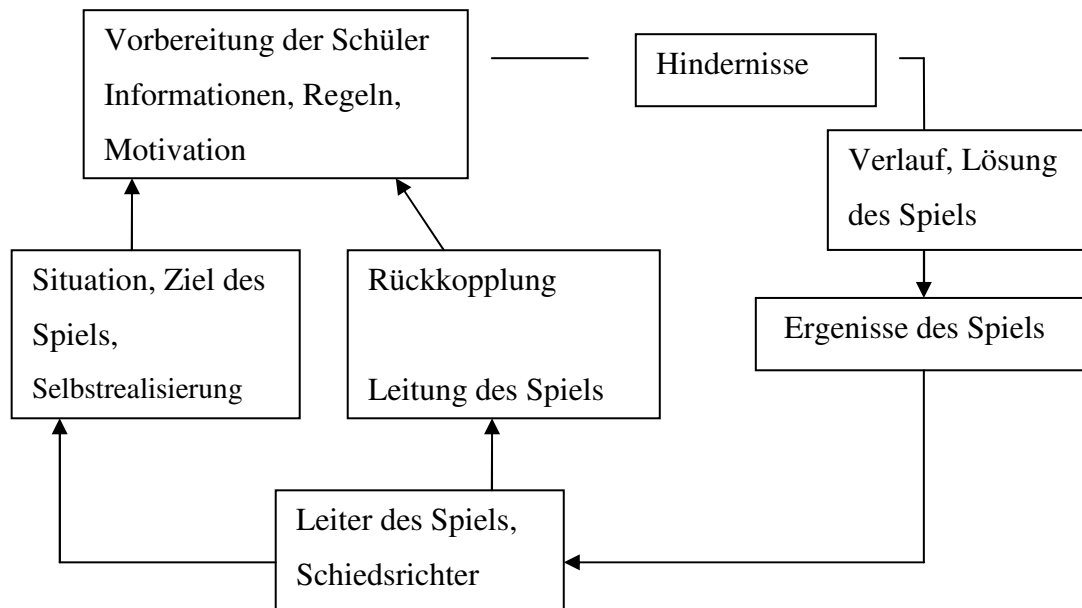 Vorbereitung der Schüler
Informationen, Regeln,
Motivation
Hindernisse
Verlauf, Lösung
des Spiels
Situation, Ziel des
Spiels,
Selbstrealisierung
Rückkopplung
Leitung des Spiels
Ergenisse des Spiels
Leiter des Spiels,
Schiedsrichter